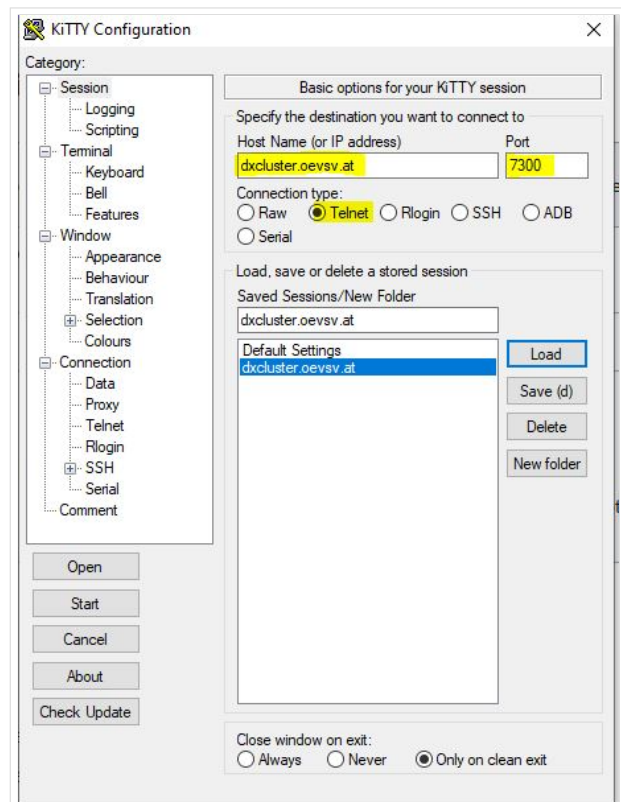 KiTTY Configuration
Category:
Session
Logging
Scripting
Terminal
Keyboard
Bell
Features
Window
Appearance
Behaviour
Translation
Selection
Colours
Connection
Data
Proxy
Telnet
Rlogin
SSH
Serial
Comment
Open
Start
Cancel
About
Check Update
Basic options for your KiTTY session
Specify the destination you want to connect to
Host Name (or IP address) Port
dxcluster.oevsv.at 7300
Connection type:
Raw Telnet Rlogin SSH ADB
Serial
Load, save or delete a stored session
Saved Sessions/New Folder
dxcluster.oevsv.at
Default Settings
dxcluster.oevsv.at
Load
Save (d)
Delete
New folder
Close window on exit:
Always Never Only on clean exit